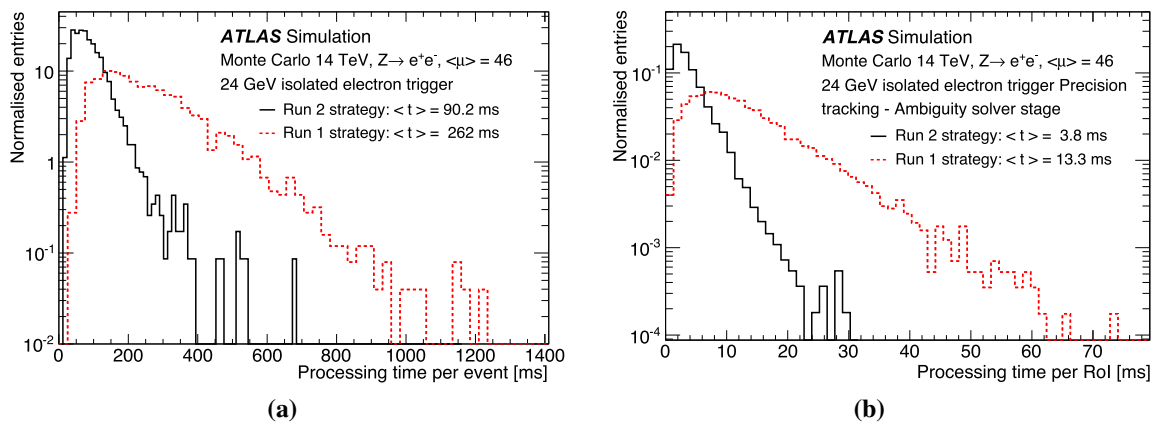 Normalised entries
10
1
10-1
10-2
ATLAS Simulation
Monte Carlo 14 TeV, Z→ e+e-, <μ> = 46
24 GeV isolated electron trigger
Run 2 strategy: < t > = 90.2 ms
Run 1 strategy: < t > = 262 ms
0 200 400 600 800 1000 1200 1400
Processing time per event [ms]
(a)
Normalised entries
10-1
10-2
10-3
10-4
ATLAS Simulation
Monte Carlo 14 TeV, Z→ e+e-, <μ> = 46
24 GeV isolated electron trigger Precision
tracking - Ambiguity solver stage
Run 2 strategy: < t > = 3.8 ms
Run 1 strategy: < t > = 13.3 ms
0 10 20 30 40 50 60 70
Processing time per RoI [ms]
(b)